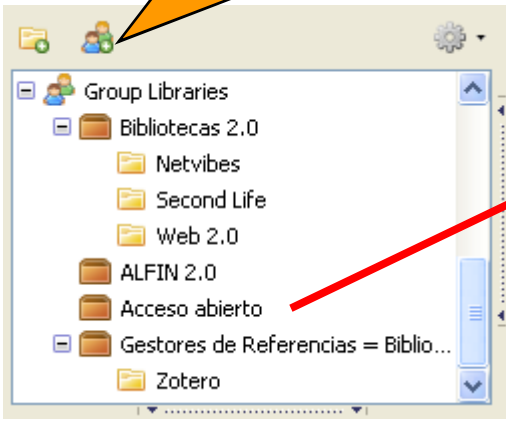 Group Libraries
Bibliotecas 2.0
Netvibes
Second Life
Web 2.0
ALFIN 2.0
Acceso abierto
Gestores de Referencias = Biblio...
Zotero